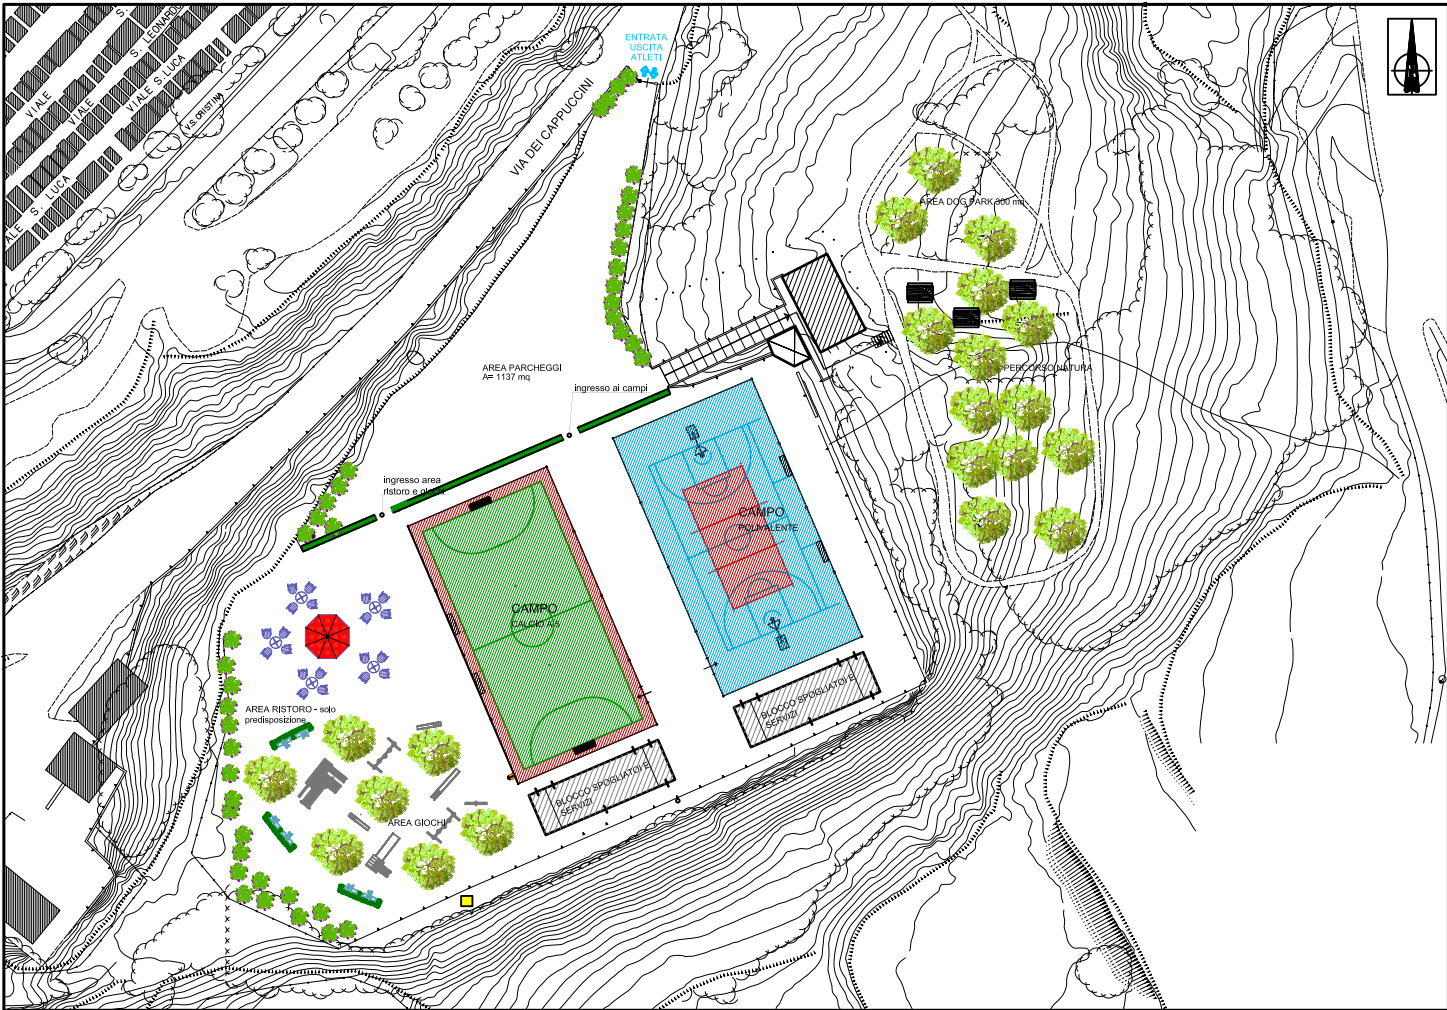 ENTRATA
USCITA
ATLETI
S.
S. LEONARDO
VIALE
VIALE
VIALE S.LUCA
V.S. CRISTINA
VIALE S. LUCA
VIA DEI CAPPUCCINI
AREA DOG PARK 300 mq
AREA PARCHEGGI
A= 1137 mq
ingresso ai campi
PERCORSO NATURA
ingresso area
ristoro e giochi
CAMPO
POLIVALENTE
CAMPO
CALCIO A 5
AREA RISTORO - solo
predisposizione
BLOCCO SPOGLIATOI E
SERVIZI
BLOCCO SPOGLIATOI E
SERVIZI
AREA GIOCHI